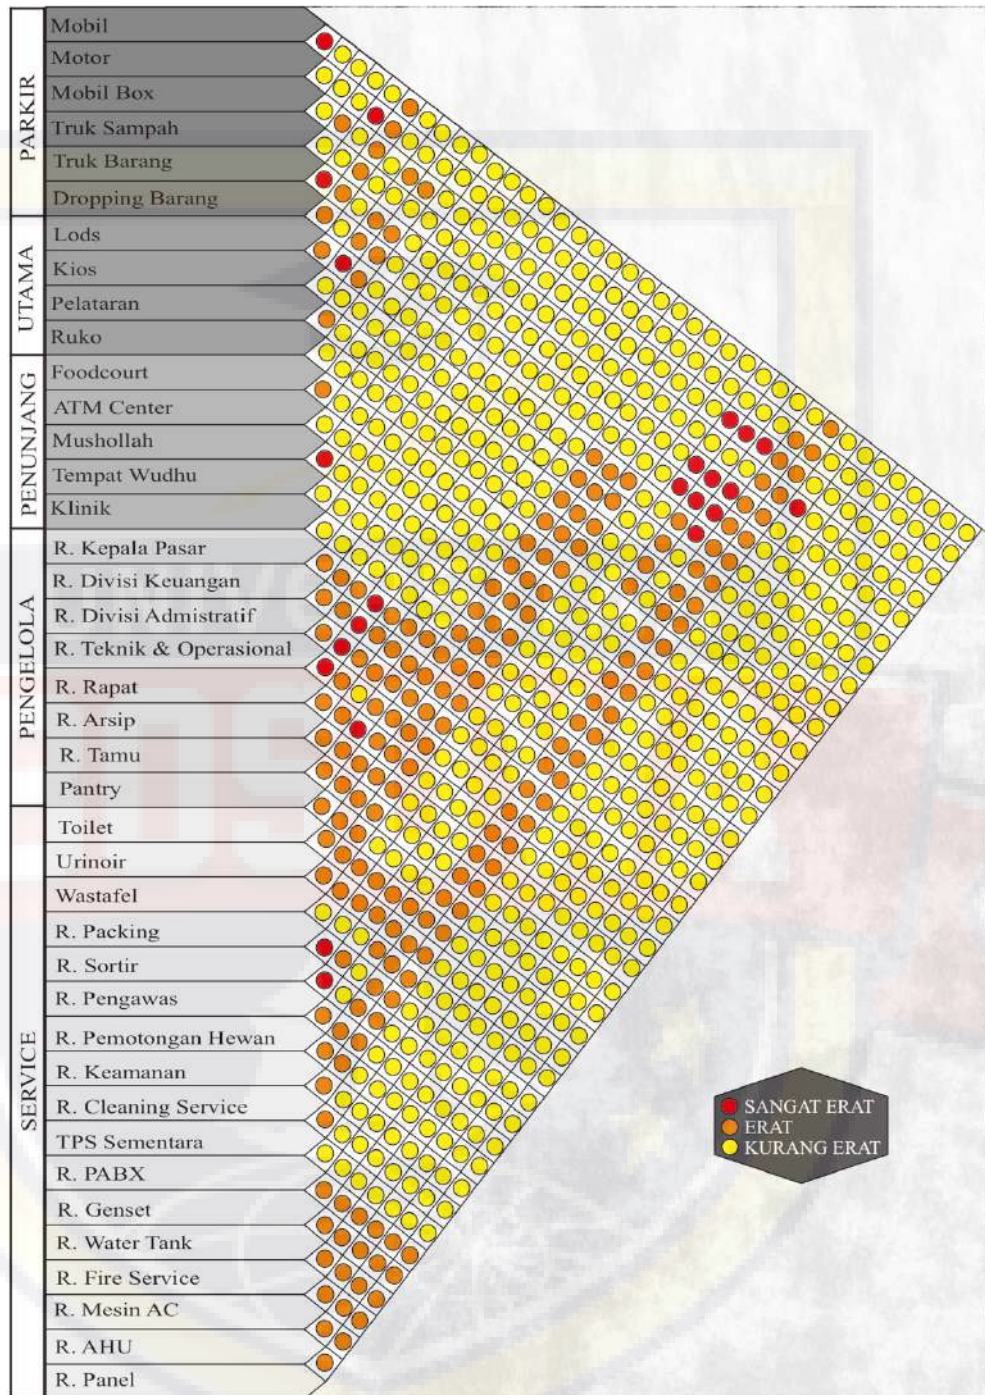 PARKIR
Mobil
Motor
Mobil Box
Truk Sampah
Truk Barang
Dropping Barang
UTAMA
Lods
Kios
Pelataran
Ruko
PENUNJANG
Foodcourt
ATM Center
Mushollah
Tempat Wudhu
Klinik
PENGELOLA
R. Kepala Pasar
R. Divisi Keuangan
R. Divisi Admistratif
R. Teknik & Operasional
R. Rapat
R. Arsip
R. Tamu
Pantry
SERVICE
Toilet
Urinoir
Wastafel
R. Packing
R. Sortir
R. Pengawas
R. Pemotongan Hewan
R. Keamanan
R. Cleaning Service
TPS Sementara
R. PABX
R. Genset
R. Water Tank
R. Fire Service
R. Mesin AC
R. AHU
R. Panel
SANGAT ERAT
ERAT
KURANG ERAT